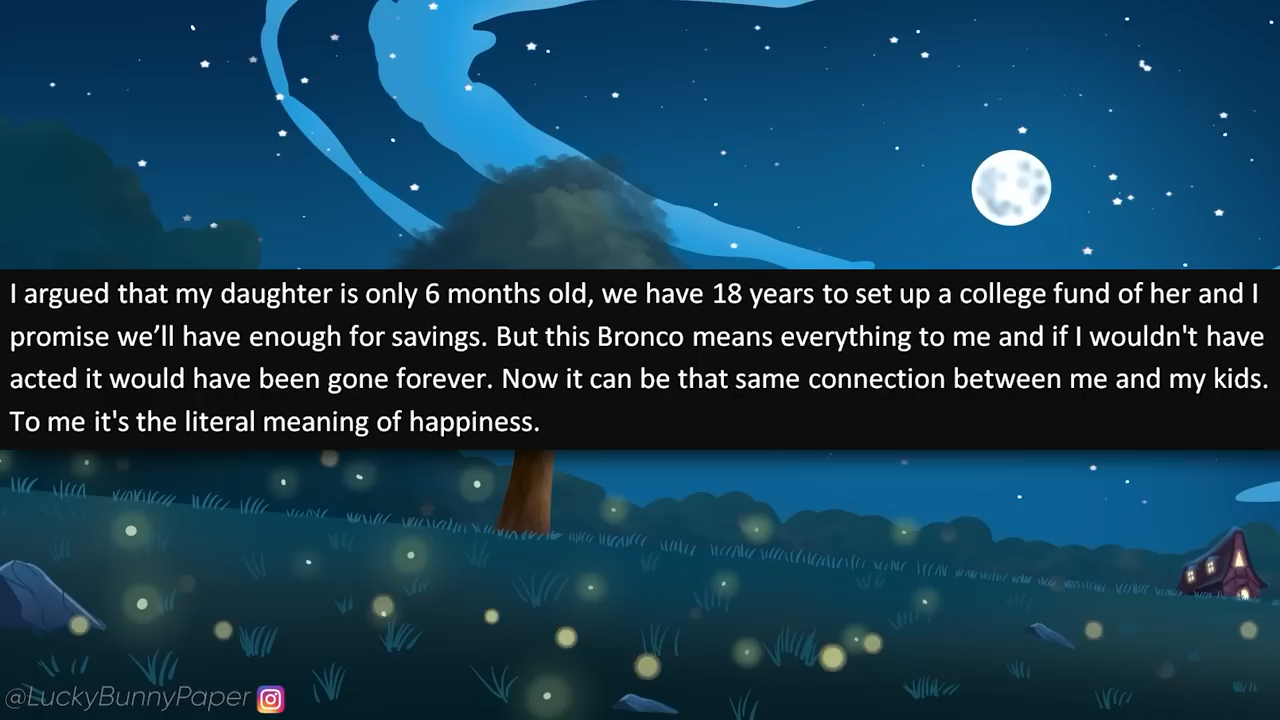 I argued that my daughter is only 6 months old, we have 18 years to set up a college fund of her and I
promise we’ll have enough for savings. But this Bronco means everything to me and if I wouldn't have
acted it would have been gone forever. Now it can be that same connection between me and my kids.
To me it's the literal meaning of happiness.
@LuckyBunnyPaper